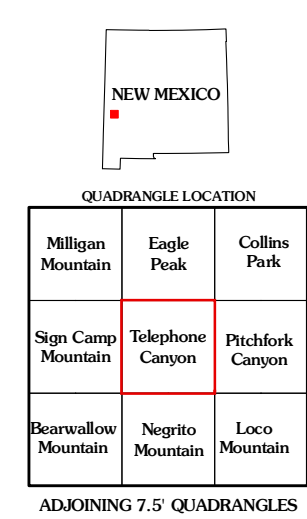 NEW MEXICO
QUADRANGLE LOCATION
Milligan
Mountain
Eagle
Peak
Collins
Park
Sign Camp
Mountain
Telephone
Canyon
Pitchfork
Canyon
Bearwallow
Mountain
Negrito
Mountain
Loco
Mountain
ADJOINING 7.5' QUADRANGLES